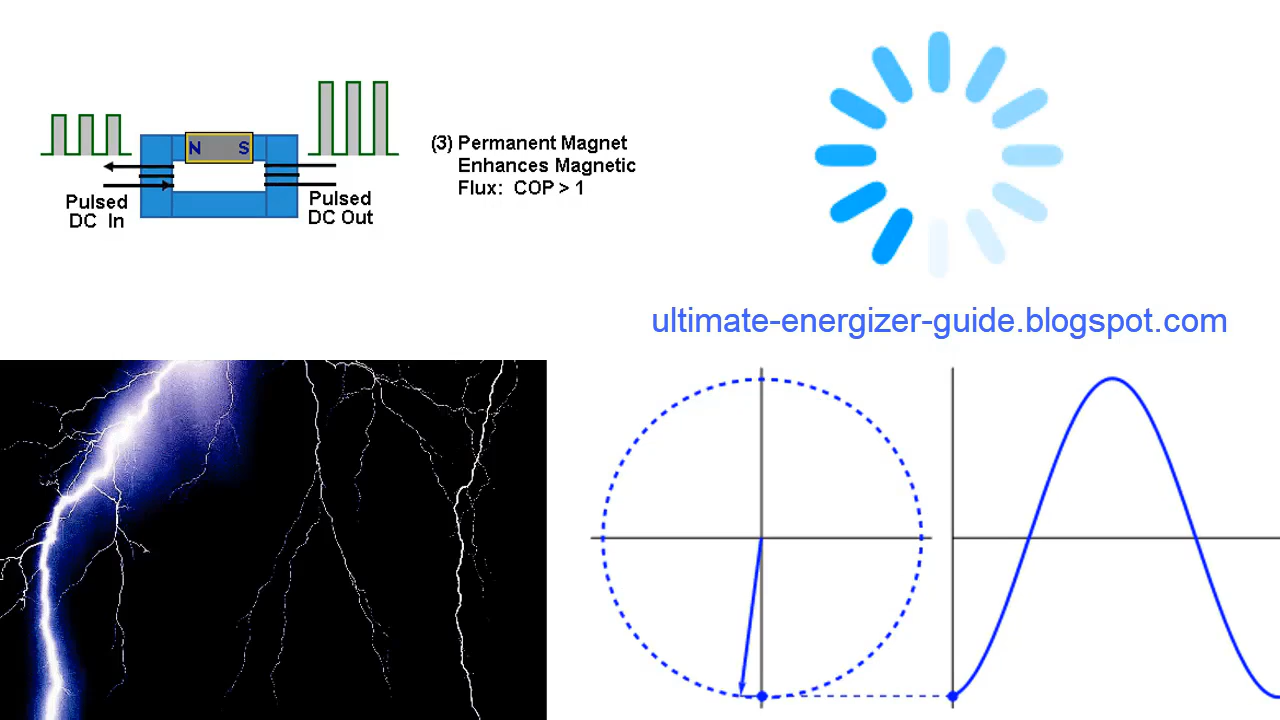 N S
(3) Permanent Magnet
Enhances Magnetic
Flux: COP > 1
Pulsed
DC In
Pulsed
DC Out
ultimate-energizer-guide.blogspot.com